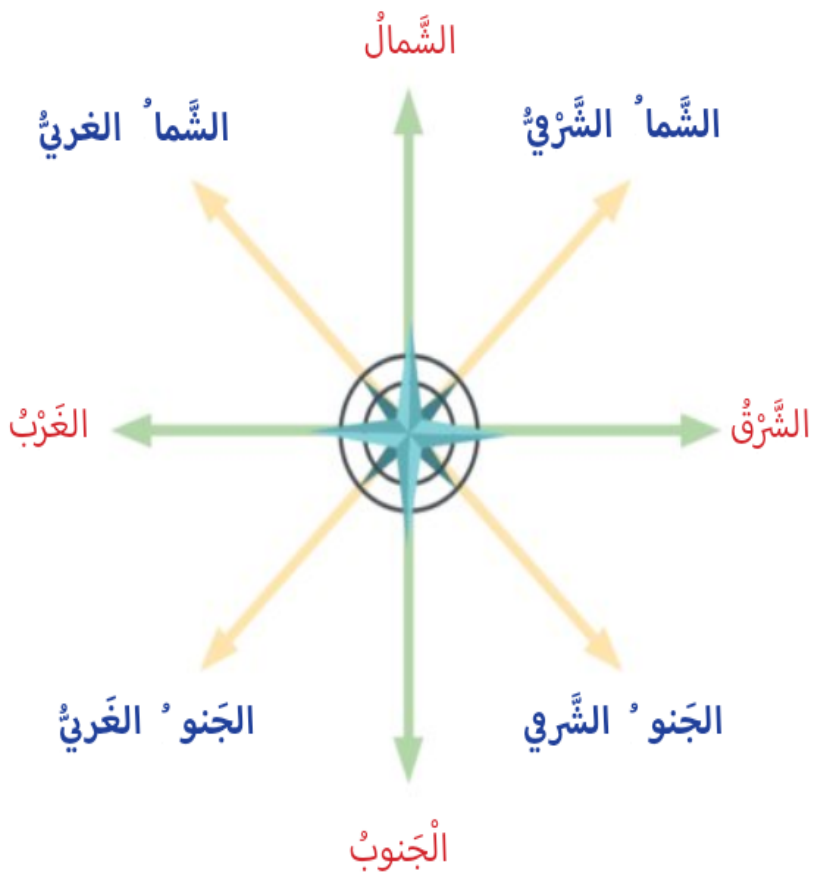 الشَّمالُ
الشَّما ُ الشَّرْقيُّ
الشَّما ُ الغربيُّ
الشَّرْقُ
الغَرْبُ
الجَنو ُ الشَّرقي
الجَنو ُ الغَربيُّ
الْجَنوبُ